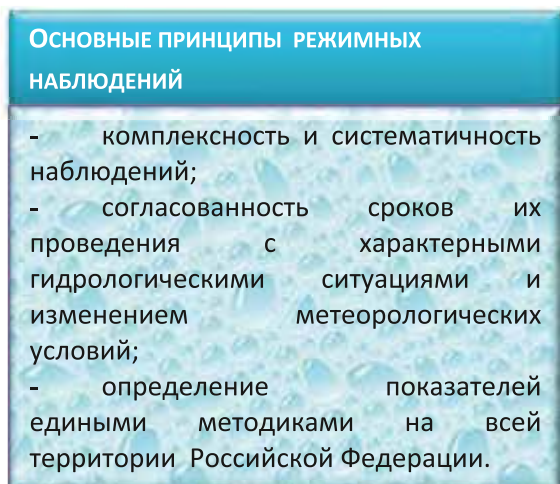 ОСНОВНЫЕ ПРИНЦИПЫ РЕЖИМНЫХ
НАБЛЮДЕНИЙ
- комплексность и систематичность
наблюдений;
- согласованность сроков их
проведения с характерными
гидрологическими ситуациями и
изменением метеорологических
условий;
- определение показателей
едиными методиками на всей
территории Российской Федерации.